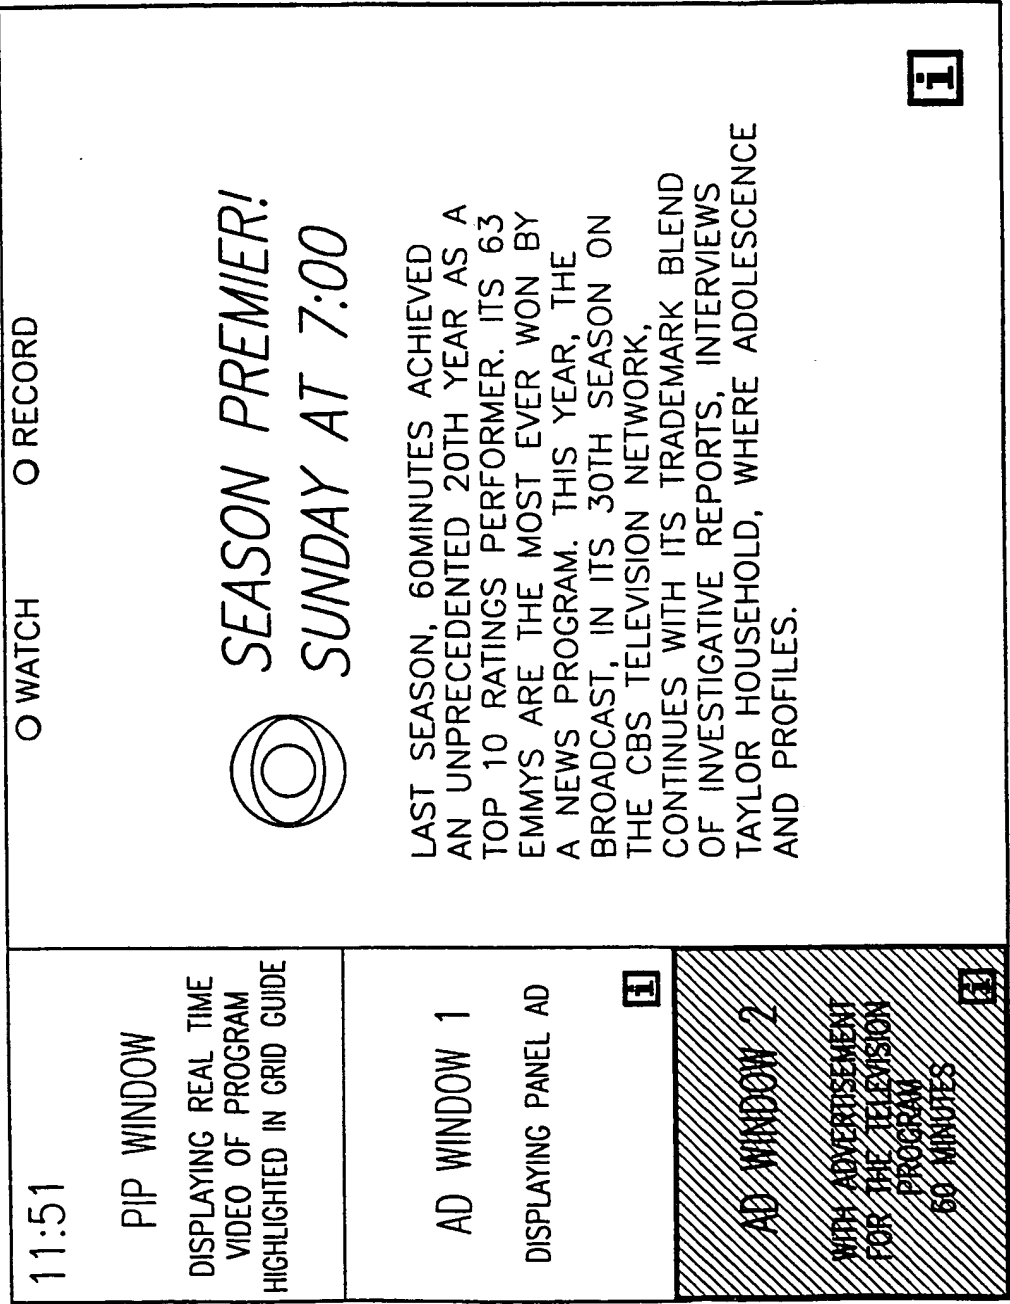 11:51
PIP WINDOW
DISPLAYING REAL TIME
VIDEO OF PROGRAM
HIGHLIGHTED IN GRID GUIDE
AD WINDOW 1
DISPLAYING PANEL AD
i
AD WINDOW 2
WITH ADVERTISEMENT
FOR THE TELEVISION
PROGRAM
60 MINUTES
i
WATCH
RECORD
SEASON PREMIER!
SUNDAY AT 7:00
LAST SEASON, 60MINUTES ACHIEVED
AN UNPRECEDENTED 20TH YEAR AS A
TOP 10 RATINGS PERFORMER. ITS 63
EMMYS ARE THE MOST EVER WON BY
A NEWS PROGRAM. THIS YEAR, THE
BROADCAST, IN ITS 30TH SEASON ON
THE CBS TELEVISION NETWORK,
CONTINUES WITH ITS TRADEMARK BLEND
OF INVESTIGATIVE REPORTS, INTERVIEWS
TAYLOR HOUSEHOLD, WHERE ADOLESCENCE
AND PROFILES.
i